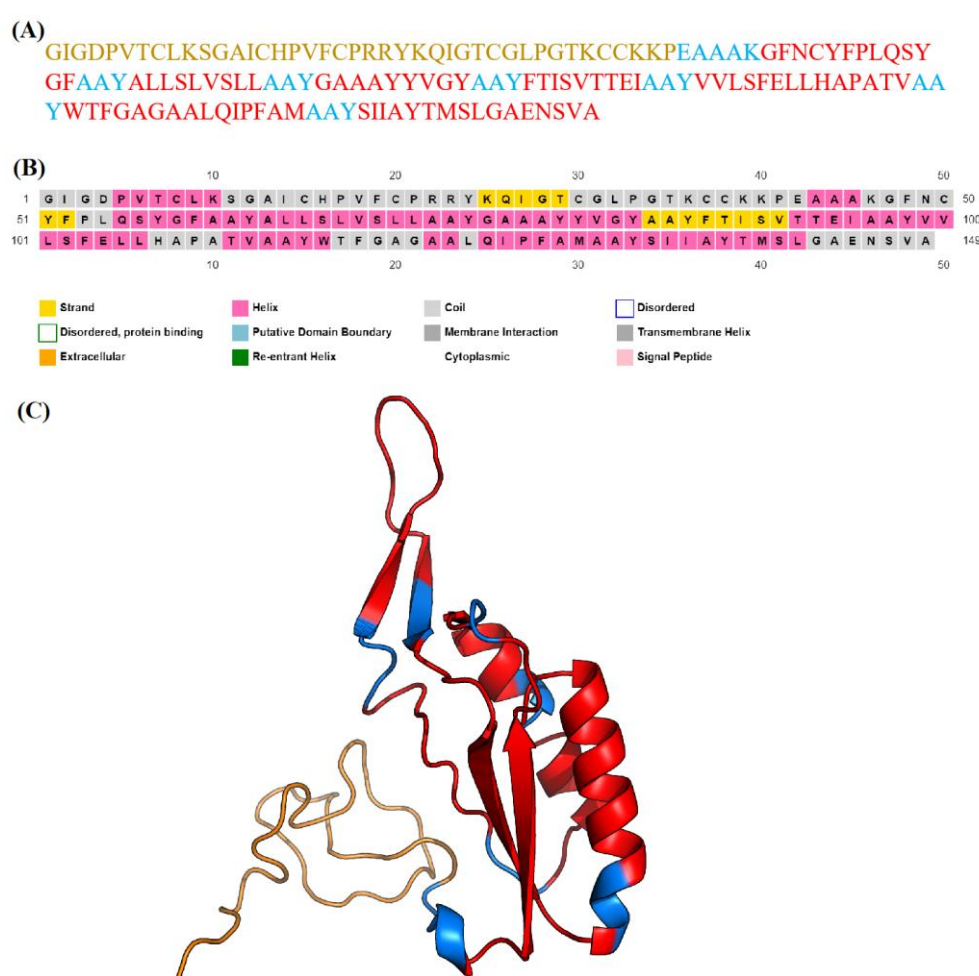 (A)
GIGDPVTCLKSGAICHPVFCPRRYKQIGTCGLPGTKCCKKPEAAAKGFNCYFPLQSY
GFAAYALLSLVSLLAAYGAAAYYVGYAAYFTISVTTEIAAYVVLSFELLHAPATVAA
YWTFGAGAALQIPFAMAAYSIIAYTMSLGAENSVA
(B)
10 20 30 40 50
1 G I G D P V T C L K S G A I C H P V F C P R R Y K Q I G T C G L P G T K C C K K P E A A A K G F N C 50
51 Y F P L Q S Y G F A A Y A L L S L V S L L A A Y G A A A Y Y V G Y A A Y F T I S V T T E I A A Y V V 100
101 L S F E L L H A P A T V A A Y W T F G A G A A L Q I P F A M A A Y S I I A Y T M S L G A E N S V A 149
10 20 30 40 50
Strand Helix Coil Disordered
Disordered, protein binding Putative Domain Boundary Membrane Interaction Transmembrane Helix
Extracellular Re-entrant Helix Cytoplasmic Signal Peptide
(C)